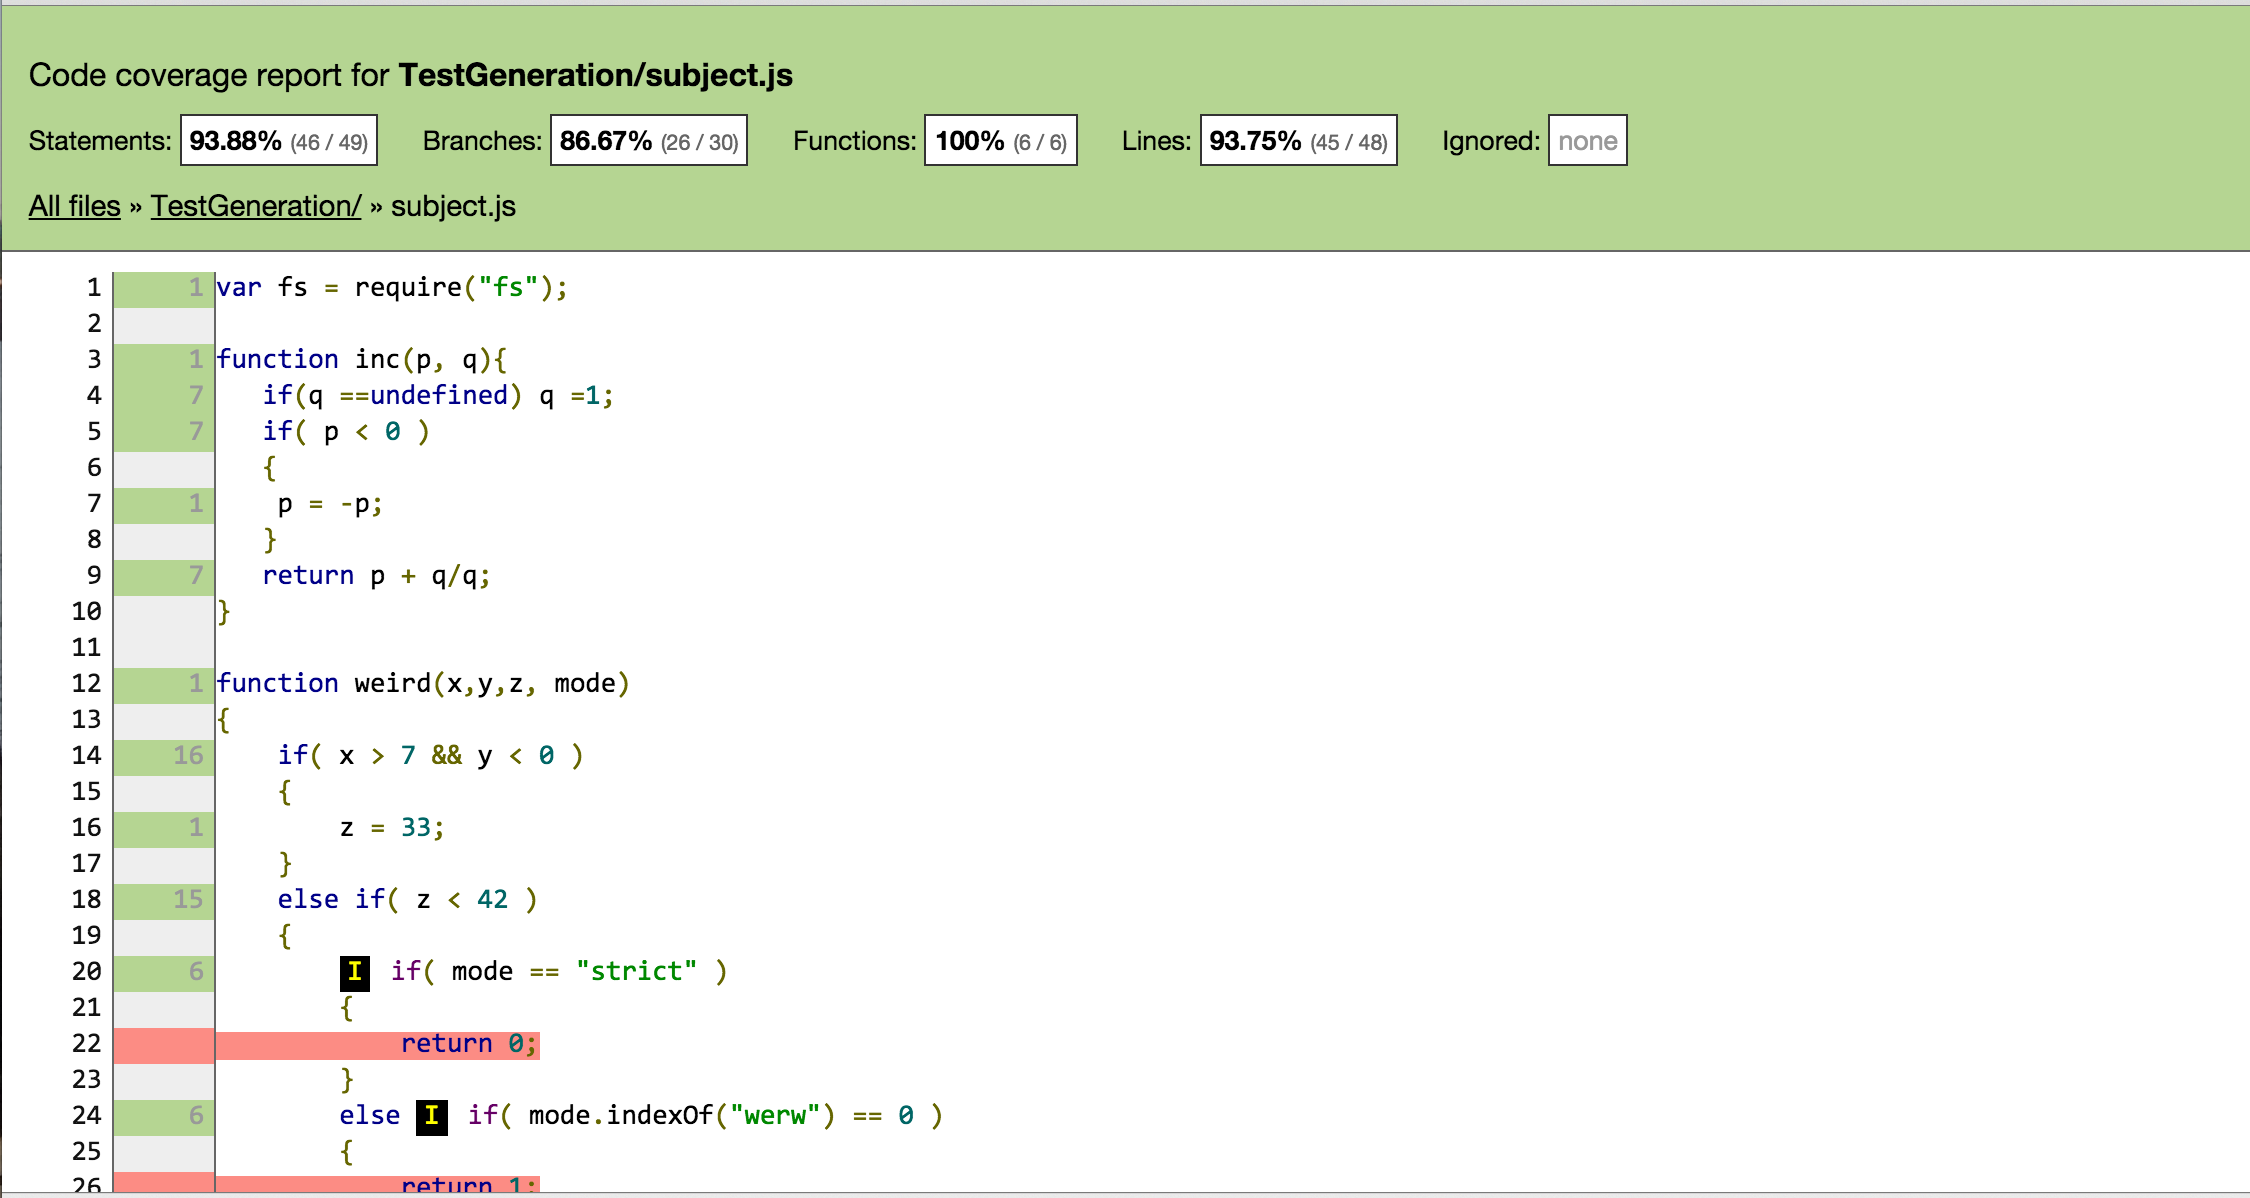 Code coverage report for TestGeneration/subject.js
Statements: 93.88% (46 / 49) Branches: 86.67% (26 / 30) Functions: 100% (6 / 6) Lines: 93.75% (45 / 48) Ignored: none
All files » TestGeneration/ » subject.js
1 1 var fs = require("fs");
2
3 1 function inc(p, q){
4 7 if(q ==undefined) q =1;
5 7 if( p < 0 )
6 {
7 1 p = -p;
8 }
9 7 return p + q/q;
10 }
11
12 1 function weird(x,y,z, mode)
13 {
14 16 if( x > 7 && y < 0 )
15 {
16 1 z = 33;
17 }
18 15 else if( z < 42 )
19 {
20 6 I if( mode == "strict" )
21 {
22 return 0;
23 }
24 6 else I if( mode.indexOf("werw") == 0 )
25 {
26 return 1;